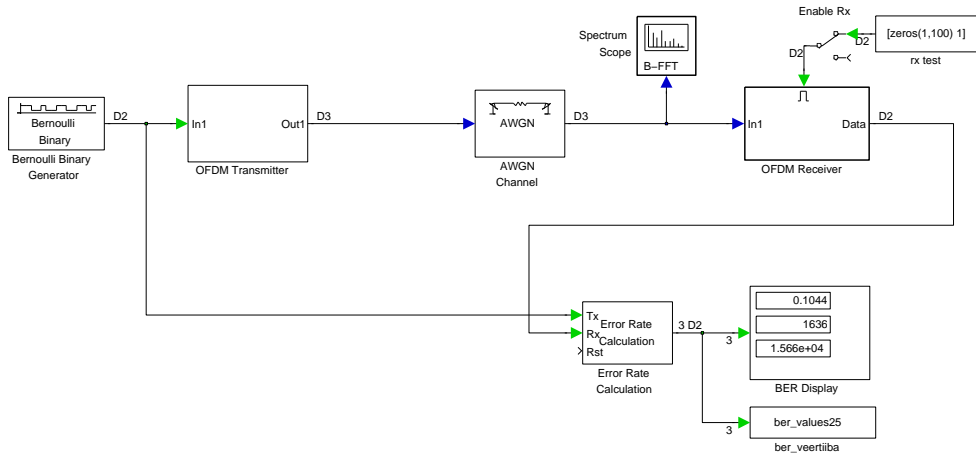 Enable Rx
[zeros(1,100) 1]
D2
D2
rx test
Spectrum
Scope
B-FFT
Bernoulli
Binary
D2
Bernoulli Binary
Generator
In1
Out1
D3
OFDM Transmitter
AWGN
D3
AWGN
Channel
In1
Data
D2
OFDM Receiver
Tx
Rx
Rst
Error Rate
Calculation
3 D2
Error Rate
Calculation
3
0.1044
1636
1.566e+04
BER Display
3
ber_values25
ber_veertiiba